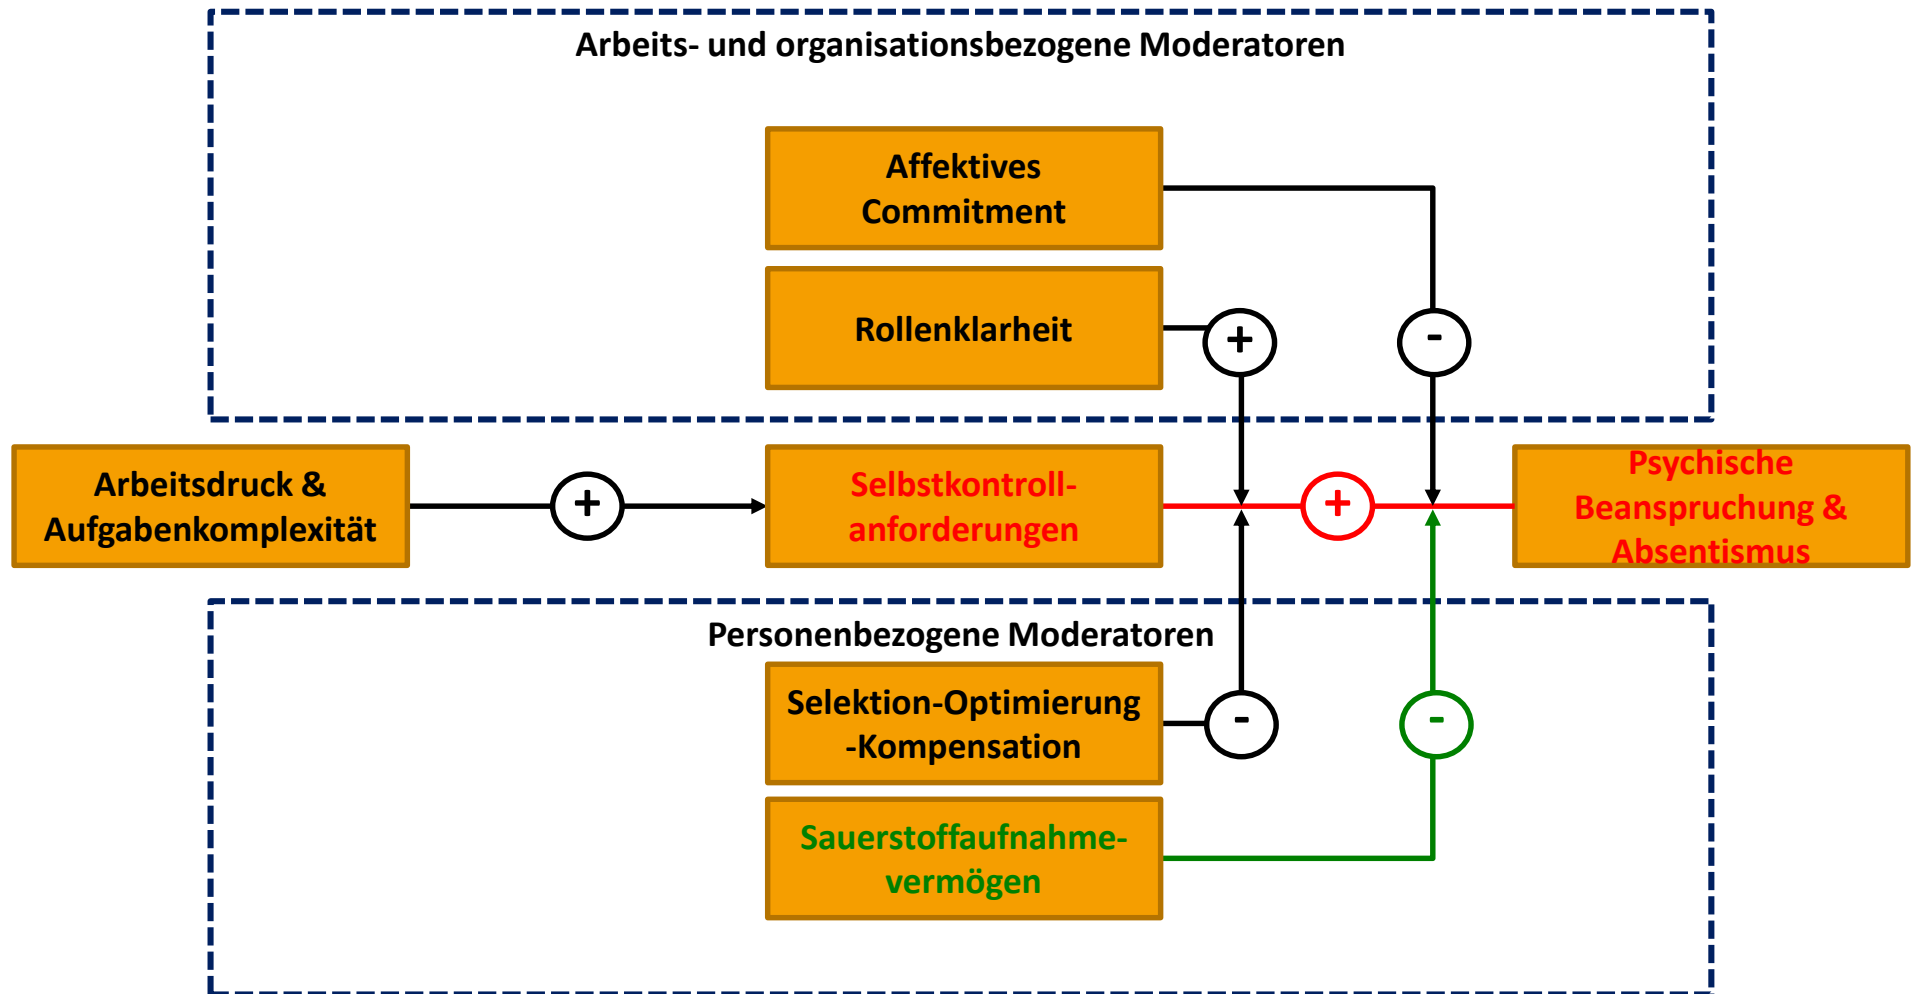 Arbeits- und organisationsbezogene Moderatoren
Affektives
Commitment
Rollenklarheit
+
-
Arbeitsdruck &
Aufgabenkomplexität
+
Selbstkontroll-
anforderungen
+
Psychische
Beanspruchung &
Absentismus
Personenbezogene Moderatoren
Selektion-Optimierung
-Kompensation
-
-
Sauerstoffaufnahme-
vermögen